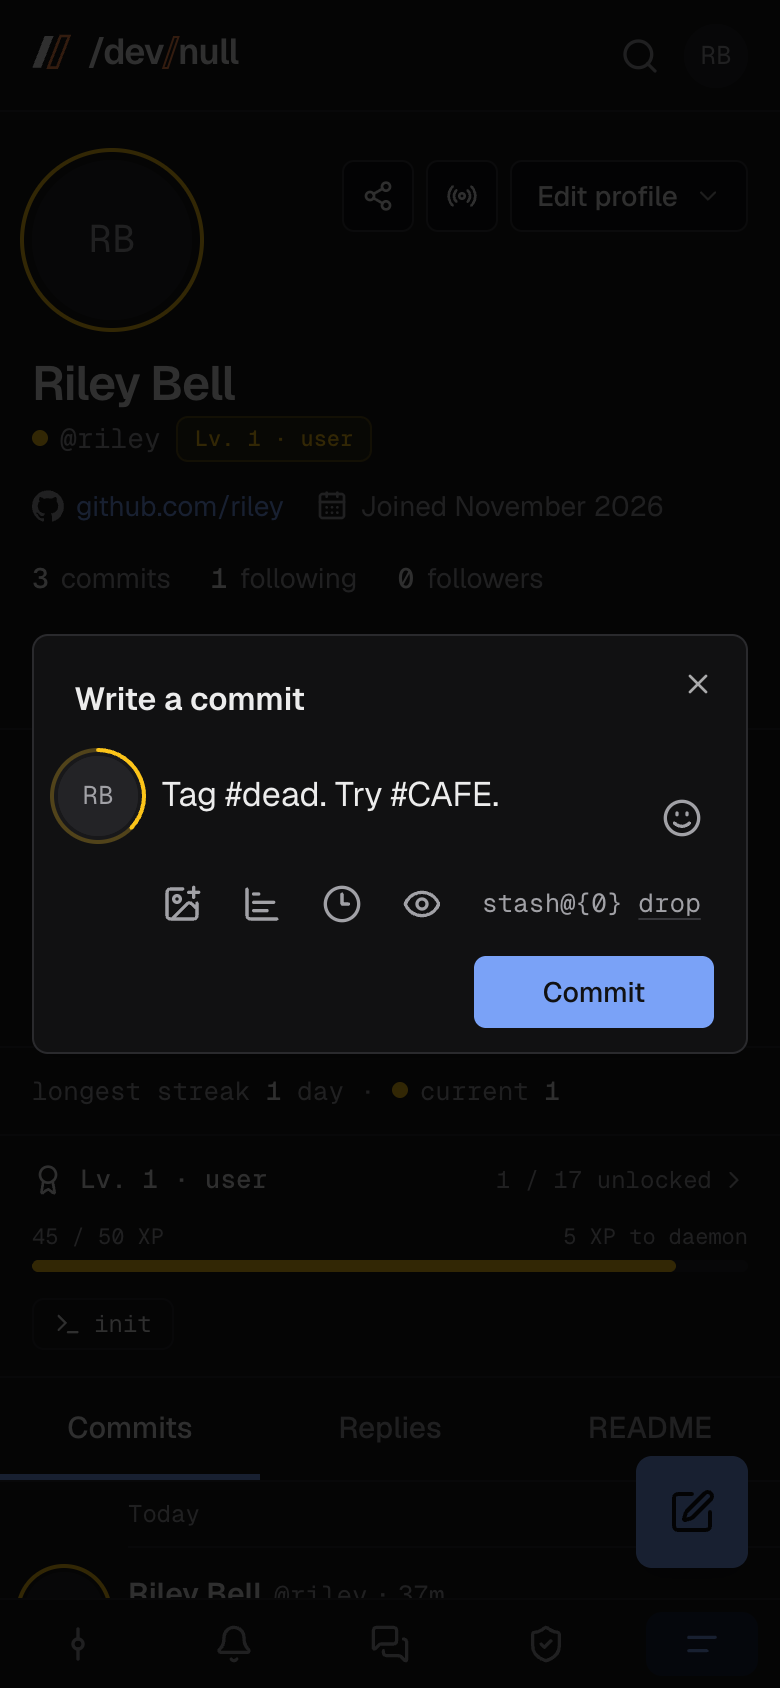 /dev/null
RB
RB
Edit profile
Riley Bell
@riley Lv. 1 · user
github.com/riley Joined November 2026
3 commits 1 following 0 followers
Write a commit
RB
Tag #dead. Try #CAFE.
stash@{0} drop
Commit
longest streak 1 day · current 1
Lv. 1 · user 1 / 17 unlocked
45 / 50 XP 5 XP to daemon
init
Commits Replies README
Today
Riley Bell @riley · 37m